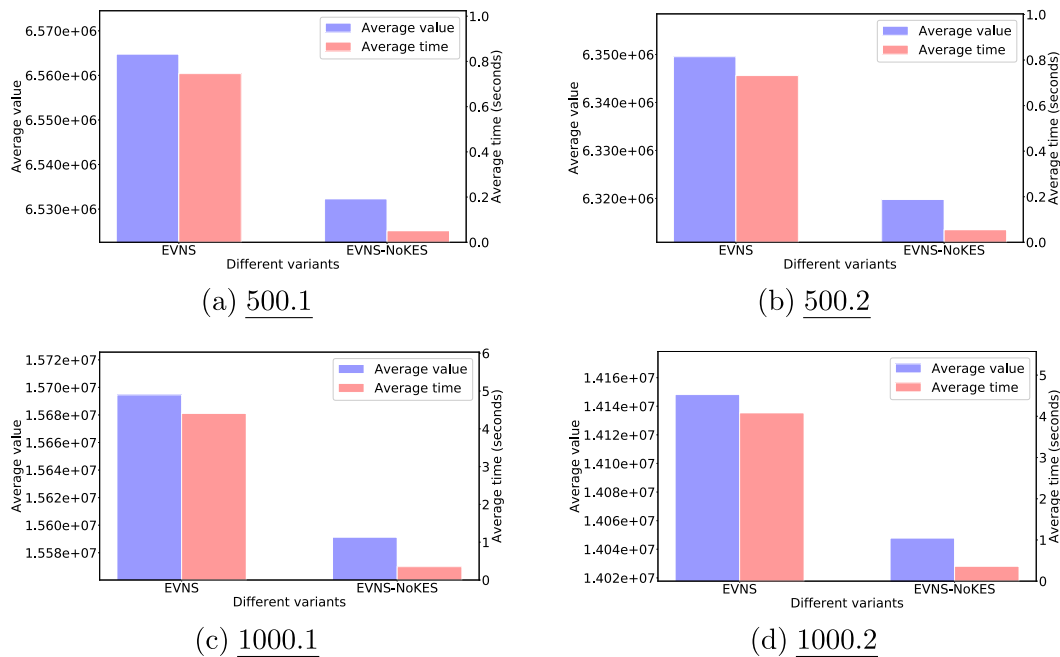 6.570e+06
6.560e+06
6.550e+06
6.540e+06
6.530e+06
Average value
1.0
0.8
0.6
0.4
0.2
0.0
Average time (seconds)
Average value
Average time
EVNS
EVNS-NoKES
Different variants
(a) 500.1
6.350e+06
6.340e+06
6.330e+06
6.320e+06
Average value
1.0
0.8
0.6
0.4
0.2
0.0
Average time (seconds)
Average value
Average time
EVNS
EVNS-NoKES
Different variants
(b) 500.2
1.572e+07
1.570e+07
1.568e+07
1.566e+07
1.564e+07
1.562e+07
1.560e+07
1.558e+07
Average value
6
5
4
3
2
1
0
Average time (seconds)
Average value
Average time
EVNS
EVNS-NoKES
Different variants
(c) 1000.1
1.416e+07
1.414e+07
1.412e+07
1.410e+07
1.408e+07
1.406e+07
1.404e+07
1.402e+07
Average value
5
4
3
2
1
0
Average time (seconds)
Average value
Average time
EVNS
EVNS-NoKES
Different variants
(d) 1000.2